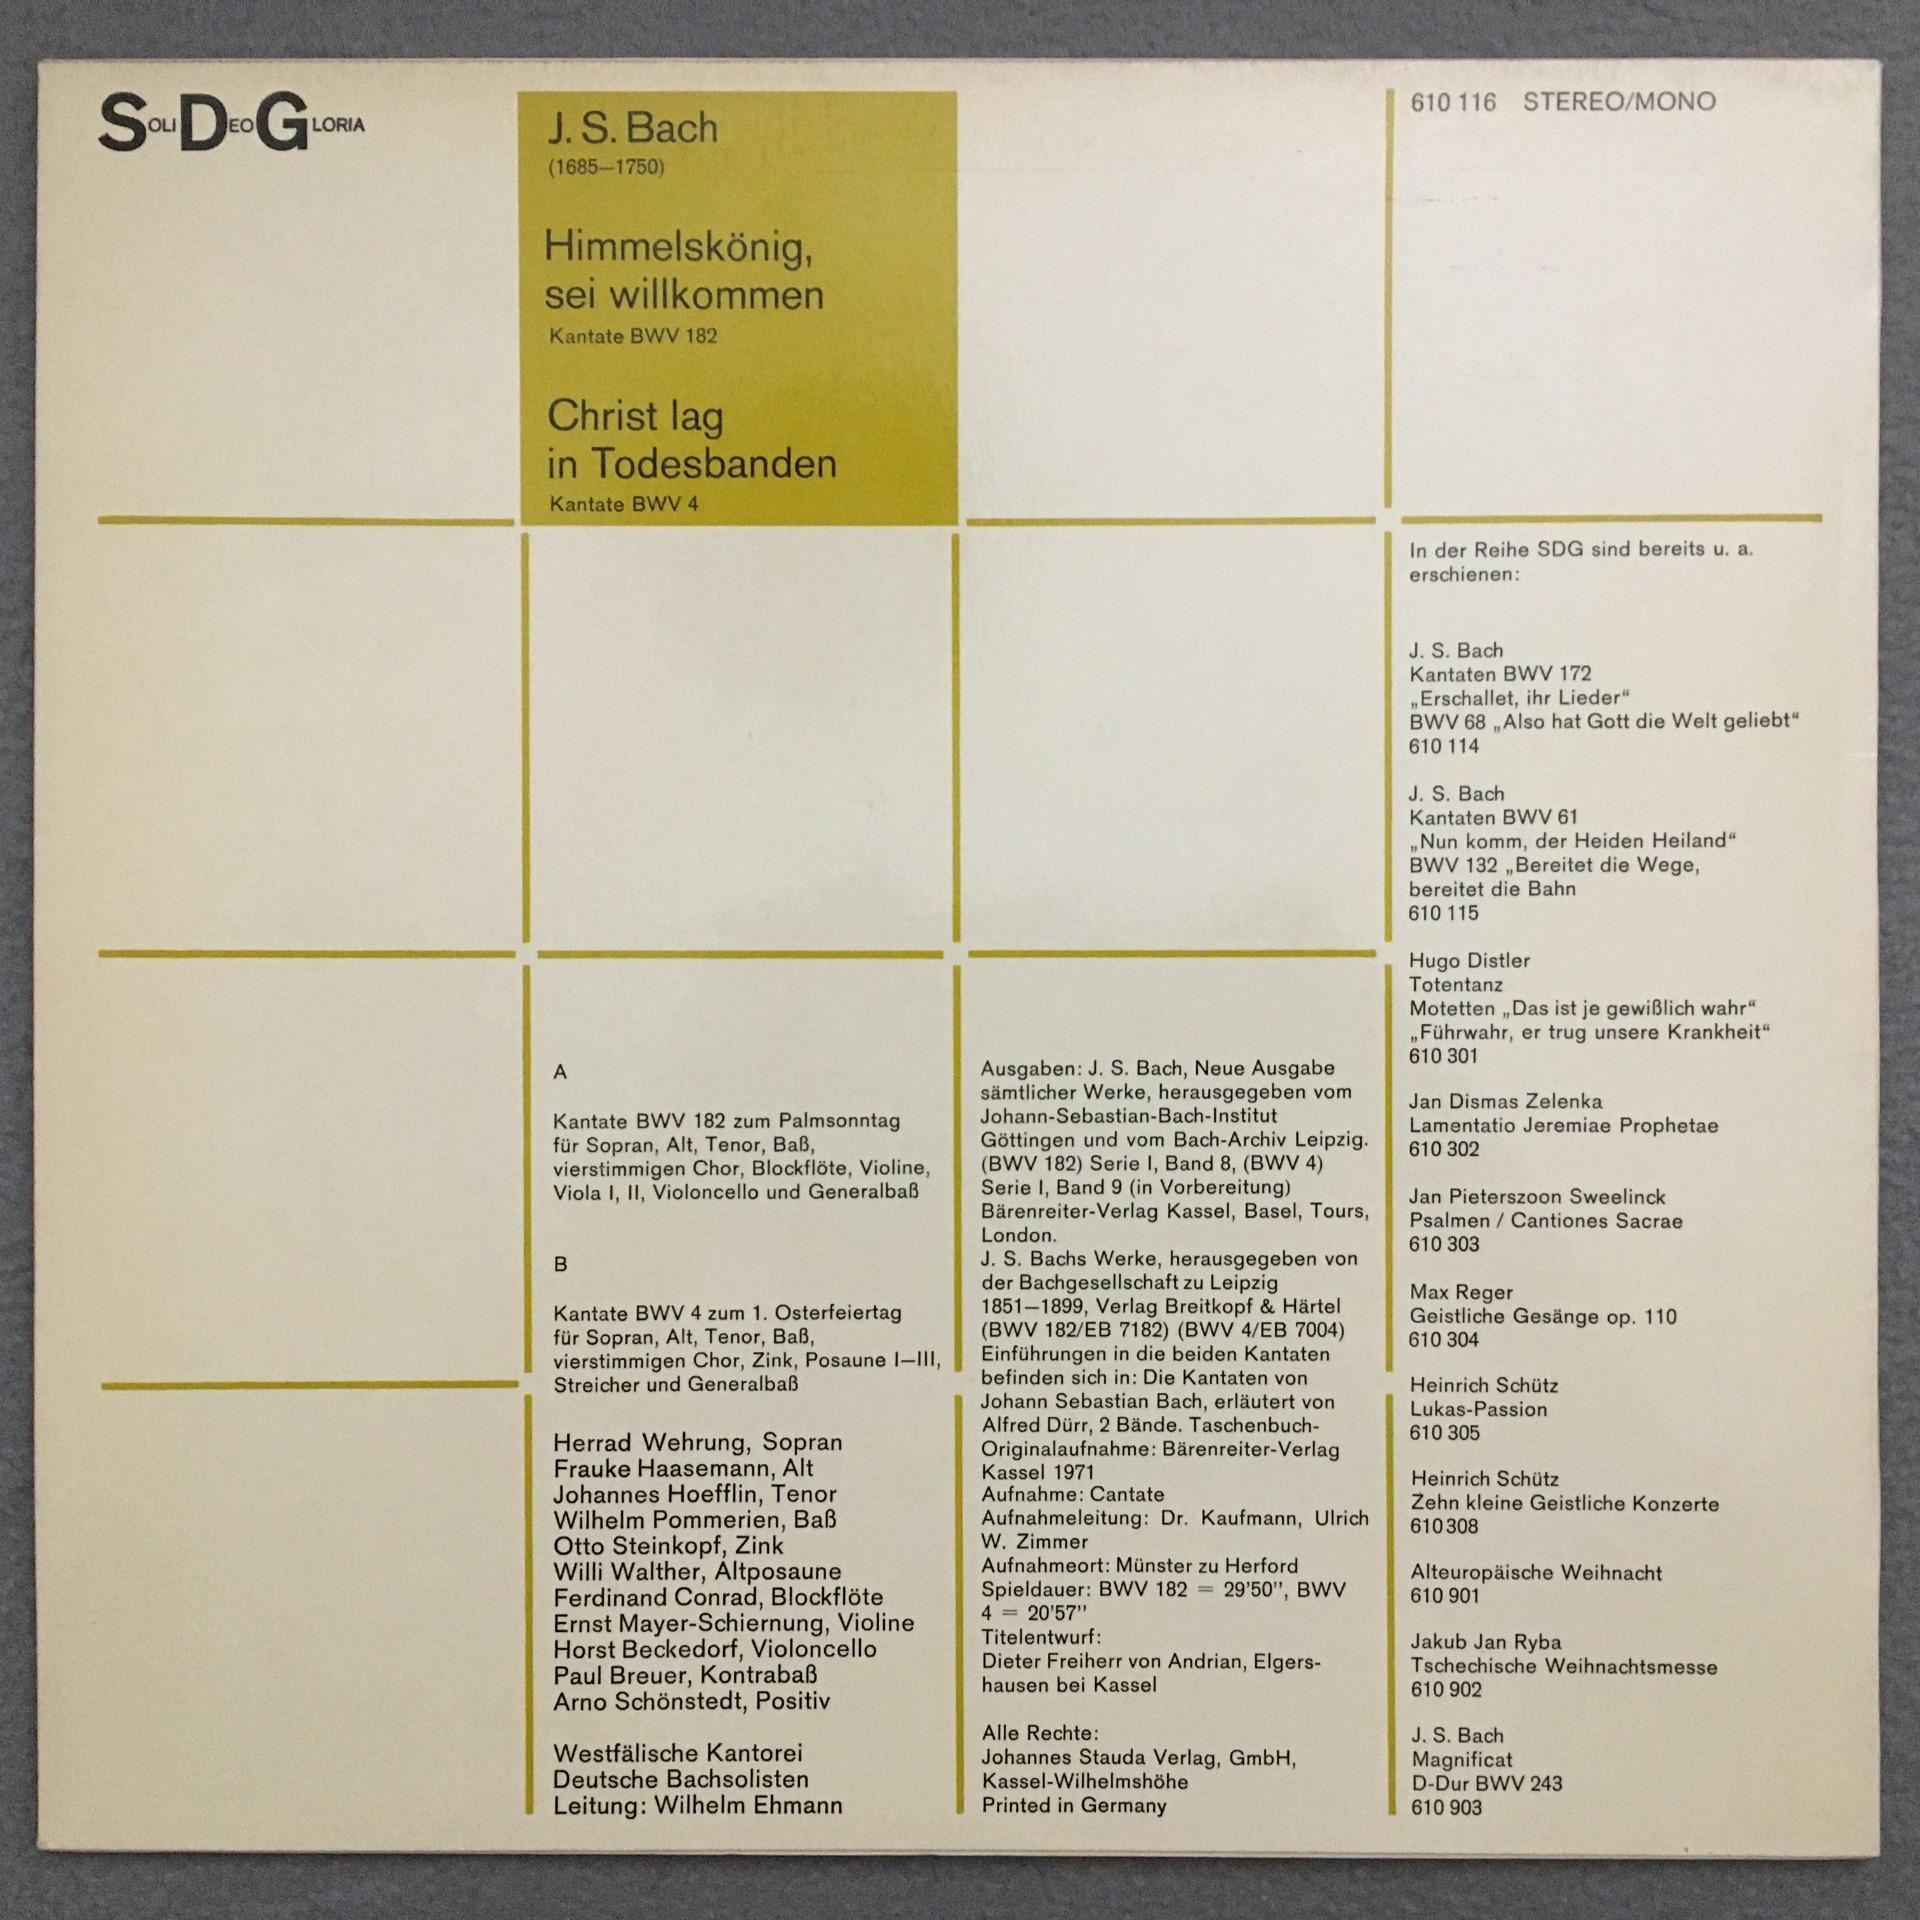 SOLI DEO GLORIA
J. S. Bach
(1685—1750)
Himmelskönig,
sei willkommen
Kantate BWV 182
Christ lag
in Todesbanden
Kantate BWV 4
610 116 STEREO/MONO
A
Kantate BWV 182 zum Palmsonntag
für Sopran, Alt, Tenor, Baß,
vierstimmigen Chor, Blockflöte, Violine,
Viola I, II, Violoncello und Generalbaß
B
Kantate BWV 4 zum 1. Osterfeiertag
für Sopran, Alt, Tenor, Baß,
vierstimmigen Chor, Zink, Posaune I—III,
Streicher und Generalbaß
Herrad Wehrung, Sopran
Frauke Haasemann, Alt
Johannes Hoefflin, Tenor
Wilhelm Pommerien, Baß
Otto Steinkopf, Zink
Willi Walther, Altposaune
Ferdinand Conrad, Blockflöte
Ernst Mayer-Schiernung, Violine
Horst Beckedorf, Violoncello
Paul Breuer, Kontrabaß
Arno Schönstedt, Positiv
Westfälische Kantorei
Deutsche Bachsolisten
Leitung: Wilhelm Ehmann
Ausgaben: J. S. Bach, Neue Ausgabe
sämtlicher Werke, herausgegeben vom
Johann-Sebastian-Bach-Institut
Göttingen und vom Bach-Archiv Leipzig.
(BWV 182) Serie I, Band 8, (BWV 4)
Serie I, Band 9 (in Vorbereitung)
Bärenreiter-Verlag Kassel, Basel, Tours,
London.
J. S. Bachs Werke, herausgegeben von
der Bachgesellschaft zu Leipzig
1851—1899, Verlag Breitkopf & Härtel
(BWV 182/EB 7182) (BWV 4/EB 7004)
Einführungen in die beiden Kantaten
befinden sich in: Die Kantaten von
Johann Sebastian Bach, erläutert von
Alfred Dürr, 2 Bände. Taschenbuch-
Originalaufnahme: Bärenreiter-Verlag
Kassel 1971
Aufnahme: Cantate
Aufnahmeleitung: Dr. Kaufmann, Ulrich
W. Zimmer
Aufnahmeort: Münster zu Herford
Spieldauer: BWV 182 = 29'50'', BWV
4 = 20'57''
Titelentwurf:
Dieter Freiherr von Andrian, Elgers-
hausen bei Kassel
Alle Rechte:
Johannes Stauda Verlag, GmbH,
Kassel-Wilhelmshöhe
Printed in Germany
In der Reihe SDG sind bereits u. a.
erschienen:
J. S. Bach
Kantaten BWV 172
„Erschallet, ihr Lieder“
BWV 68 „Also hat Gott die Welt geliebt“
610 114
J. S. Bach
Kantaten BWV 61
„Nun komm, der Heiden Heiland“
BWV 132 „Bereitet die Wege,
bereitet die Bahn
610 115
Hugo Distler
Totentanz
Motetten „Das ist je gewißlich wahr“
„Führwahr, er trug unsere Krankheit“
610 301
Jan Dismas Zelenka
Lamentatio Jeremiae Prophetae
610 302
Jan Pieterszoon Sweelinck
Psalmen / Cantiones Sacrae
610 303
Max Reger
Geistliche Gesänge op. 110
610 304
Heinrich Schütz
Lukas-Passion
610 305
Heinrich Schütz
Zehn kleine Geistliche Konzerte
610 308
Alteuropäische Weihnacht
610 901
Jakub Jan Ryba
Tschechische Weihnachtsmesse
610 902
J. S. Bach
Magnificat
D-Dur BWV 243
610 903